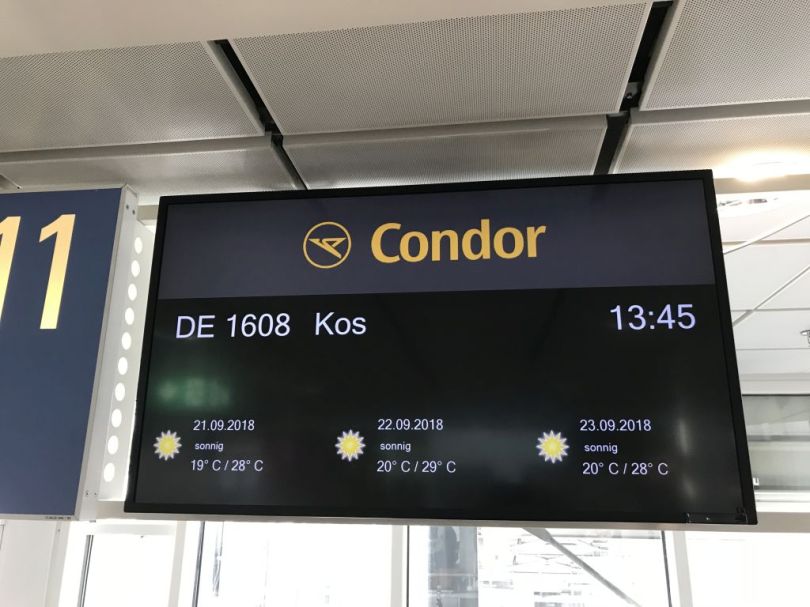 11
Condor
DE 1608 Kos 13:45
21.09.2018 22.09.2018 23.09.2018
sonnig sonnig sonnig
19° C / 28° C 20° C / 29° C 20° C / 28° C